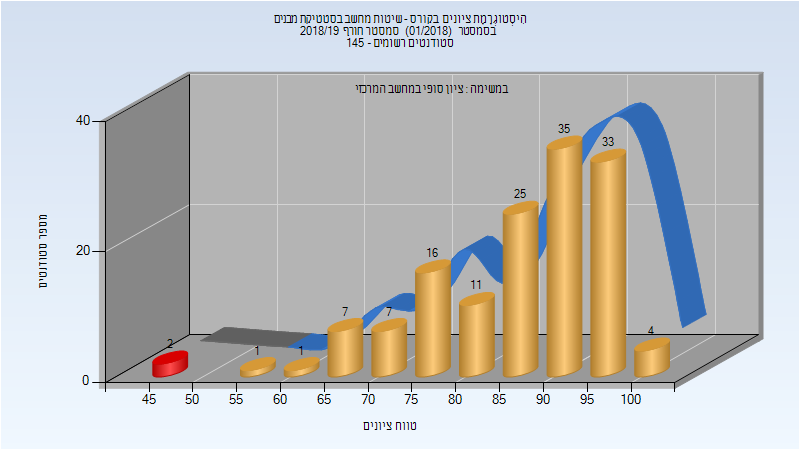 היסטוגרמת ציונים בקורס - שיטות מחשב בסטטיקת מבנים
בסמסטר (01/2018) סמסטר חורף 2018/19
סטודנטים רשומים - 145
במשימה : ציון סופי במחשב המרכזי
מספר סטודנטים
40
20
0
2
1
1
7
7
16
11
25
35
33
4
45 50 55 60 65 70 75 80 85 90 95 100
טווח ציונים